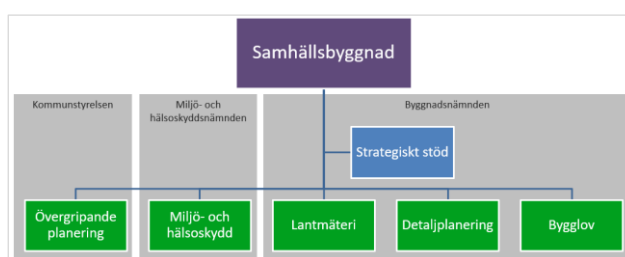 Samhällsbyggnad
Kommunstyrelsen
Miljö- och
hälsoskyddsnämnden
Byggnadsnämnden
Strategiskt stöd
Övergripande
planering
Miljö- och
hälsoskydd
Lantmäteri
Detaljplanering
Bygglov